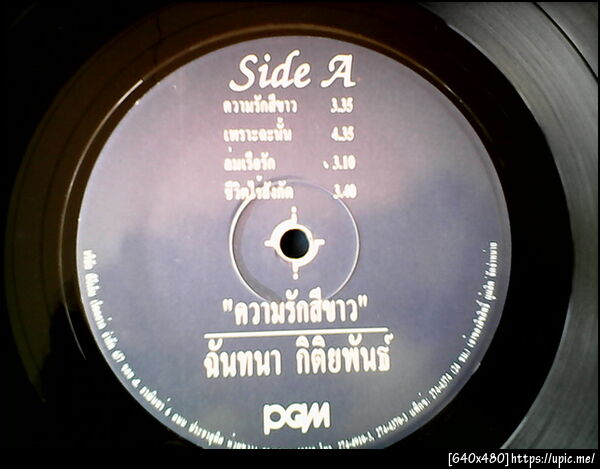 Side A
ความรักสีขาว 3.35
เพราะฉะนั้น 4.35
ล่มเรือรัก 3.10
ชีวิตไร้สังกัด 3.40
"ความรักสีขาว"
ฉันทนา กิติยพันธ์
PGM
[640x480]https://upic.me/